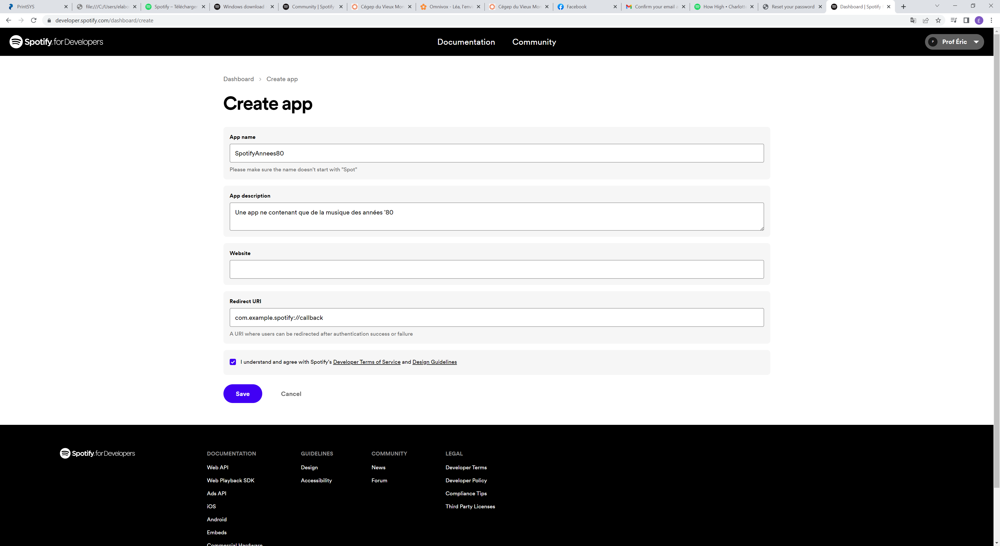 PrintSYS
file:///C:/Users/elabo
Spotify – Télécharger
Windows download
Community | Spotify
Cégep du Vieux Mon
Omnivox - Léa, l'envi
Cégep du Vieux Mon
Facebook
Confirm your email a
How High • Charlotte
Reset your password
Dashboard | Spotify
developer.spotify.com/dashboard/create
É
Spotify for Developers
Documentation
Community
P
Prof Éric
Dashboard > Create app
Create app
App name
SpotifyAnnees80
Please make sure the name doesn't start with "Spot"
App description
Une app ne contenant que de la musique des années '80
Website
Redirect URI
com.example.spotify://callback
A URI where users can be redirected after authentication success or failure
I understand and agree with Spotify's Developer Terms of Service and Design Guidelines
Save
Cancel
Spotify for Developers
DOCUMENTATION
Web API
Web Playback SDK
Ads API
iOS
Android
Embeds
Commercial Hardware
GUIDELINES
Design
Accessibility
COMMUNITY
News
Forum
LEGAL
Developer Terms
Developer Policy
Compliance Tips
Third Party Licenses